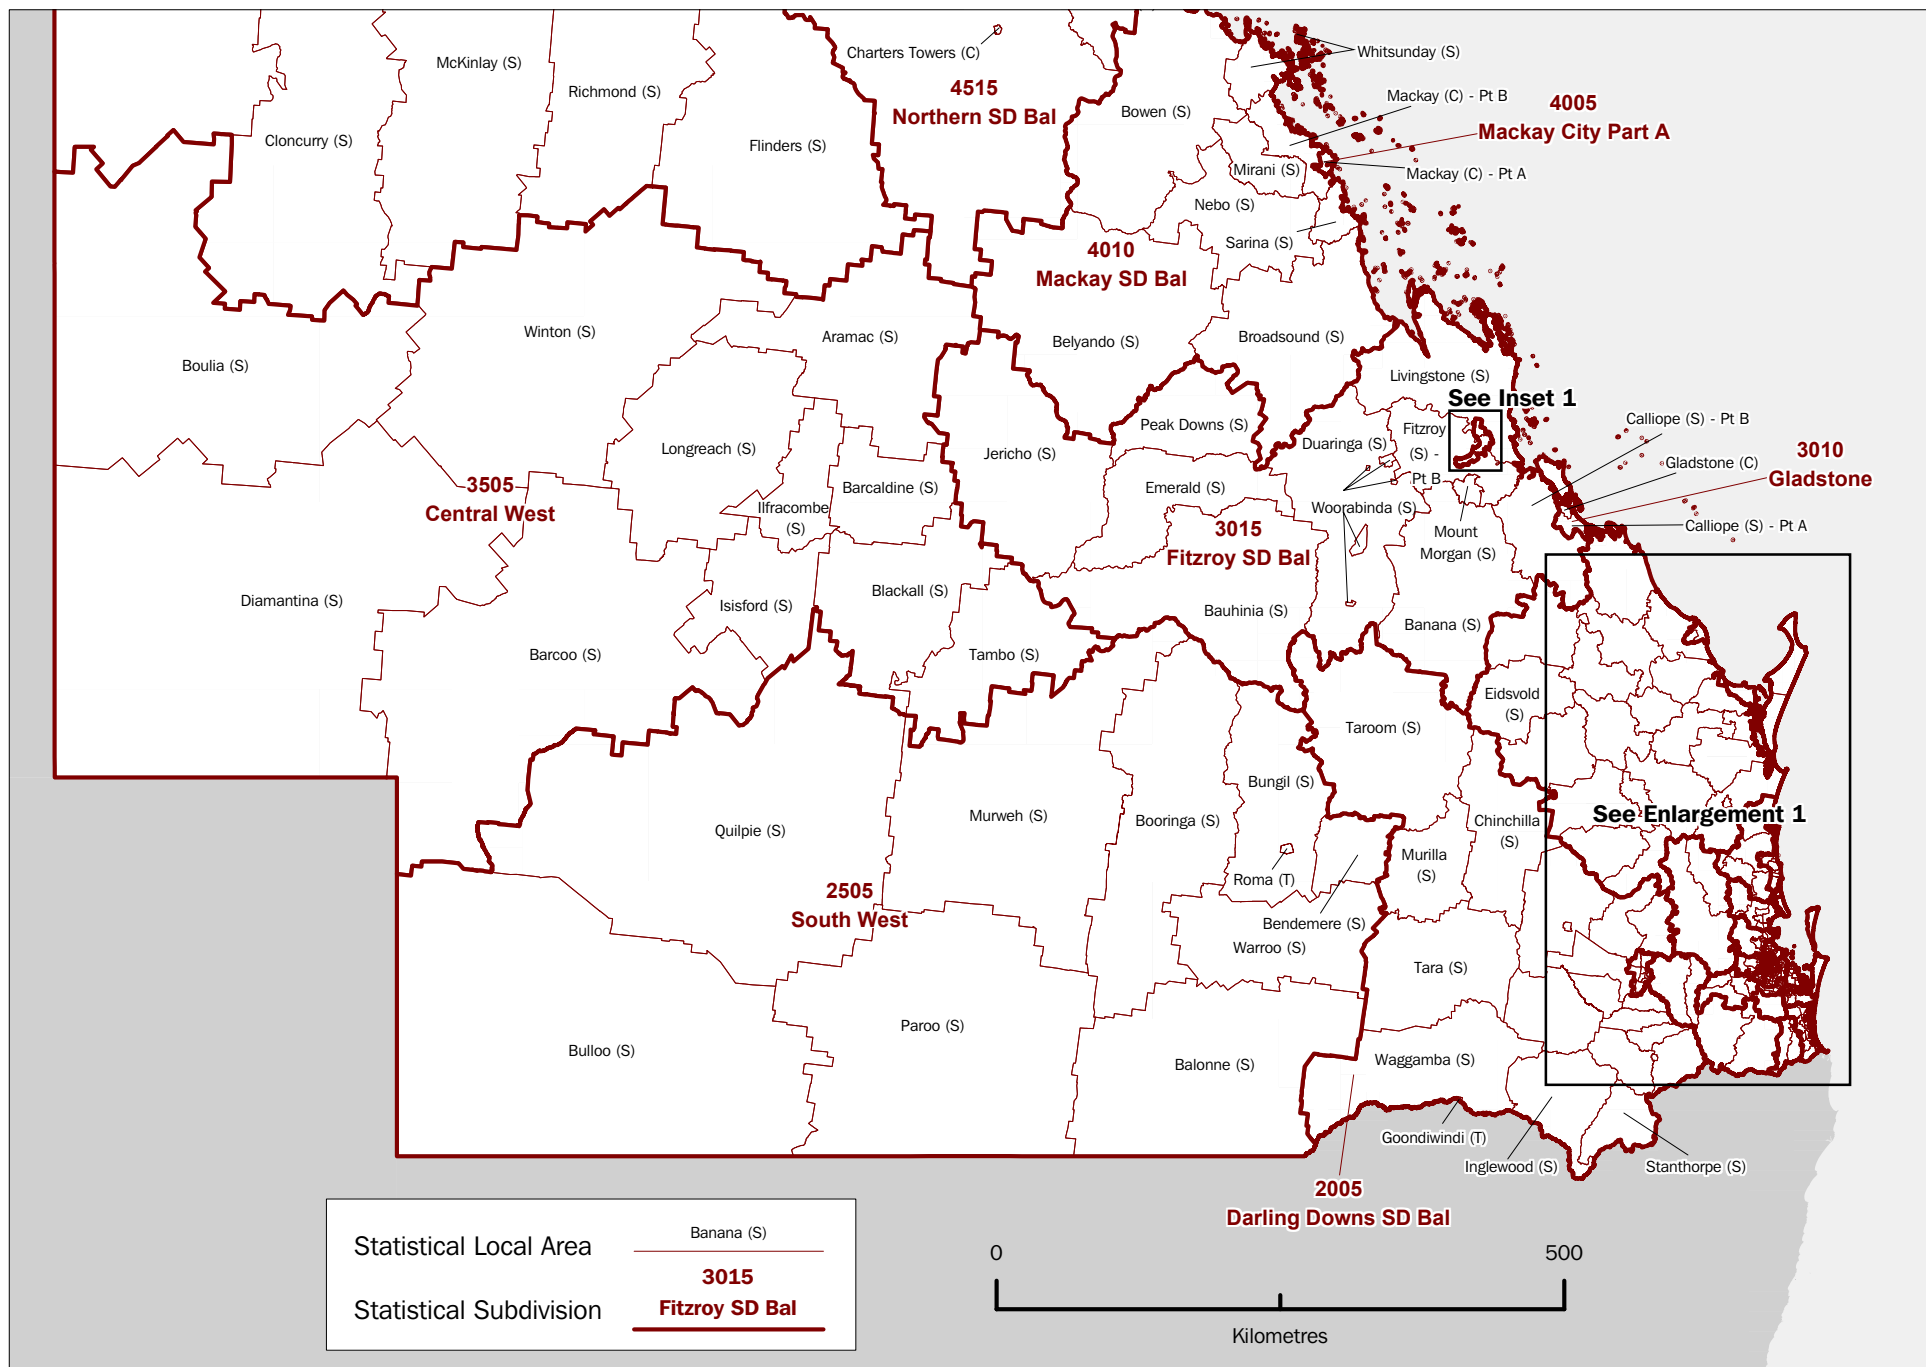 Charters Towers (C)
Whitsunday (S)
McKinlay (S)
Richmond (S)
4515
Northern SD Bal
Mackay (C) - Pt B
4005
Mackay City Part A
Bowen (S)
Cloncurry (S)
Flinders (S)
Mirani (S)
Mackay (C) - Pt A
Nebo (S)
Sarina (S)
4010
Mackay SD Bal
Winton (S)
Aramac (S)
Belyando (S)
Broadsound (S)
Boulia (S)
Livingstone (S)
See Inset 1
Peak Downs (S)
Calliope (S) - Pt B
Fitzroy
(S) -
Pt B
Duaringa (S)
Longreach (S)
Jericho (S)
Gladstone (C)
3010
Gladstone
3505
Central West
Barcaldine (S)
Emerald (S)
Ilfracombe
(S)
Woorabinda (S)
3015
Fitzroy SD Bal
Calliope (S) - Pt A
Mount
Morgan (S)
Diamantina (S)
Isisford (S)
Blackall (S)
Bauhinia (S)
Banana (S)
Barcoo (S)
Tambo (S)
Eidsvold
(S)
Taroom (S)
Bungil (S)
Quilpie (S)
Murweh (S)
Booringa (S)
Chinchilla
(S)
See Enlargement 1
Murilla
(S)
Roma (T)
2505
South West
Bendemere (S)
Warroo (S)
Tara (S)
Paroo (S)
Bulloo (S)
Balonne (S)
Waggamba (S)
Goondiwindi (T)
Inglewood (S)
Stanthorpe (S)
2005
Darling Downs SD Bal
Statistical Local Area
Banana (S)
Statistical Subdivision
3015
Fitzroy SD Bal
0
500
Kilometres